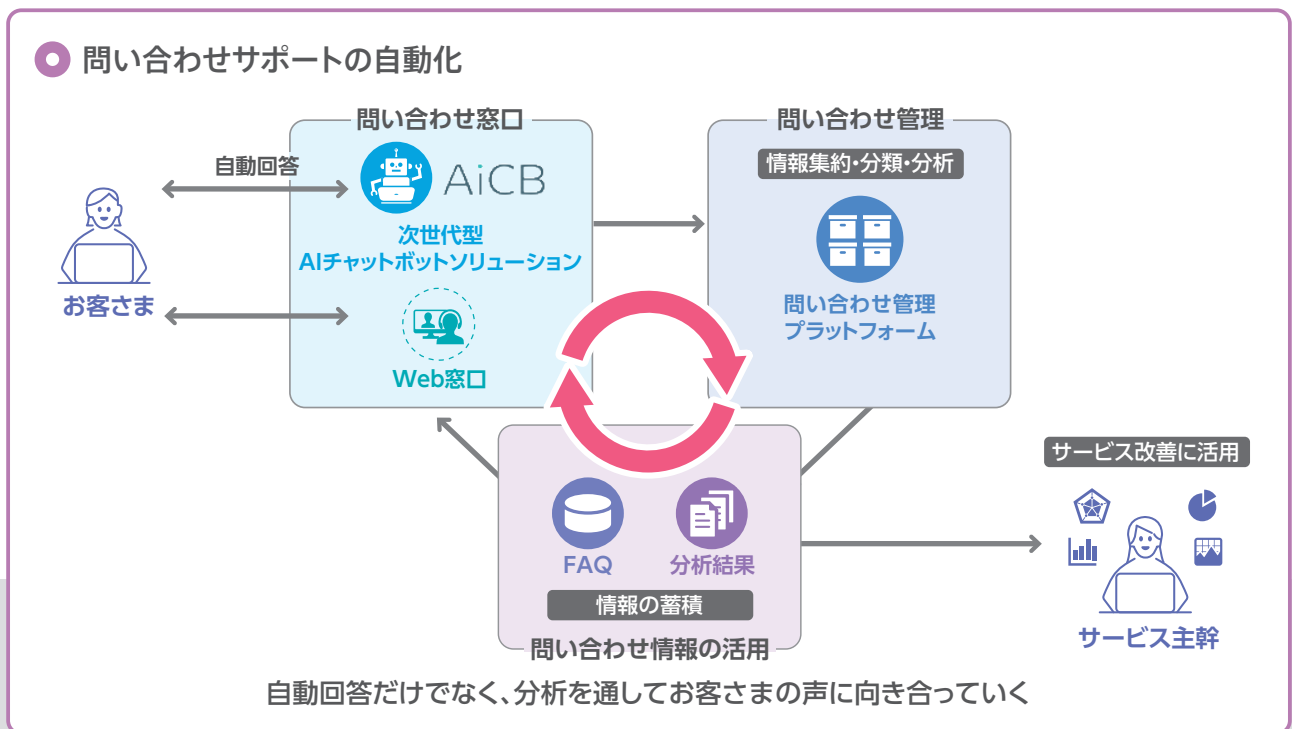 問い合わせサポートの自動化
問い合わせ窓口
自動回答
AiCB
次世代型
AIチャットボットソリューション
お客さま
Web窓口
問い合わせ管理
情報集約・分類・分析
問い合わせ管理
プラットフォーム
FAQ
分析結果
情報の蓄積
問い合わせ情報の活用
サービス改善に活用
サービス主幹
自動回答だけでなく、分析を通してお客さまの声に向き合っていく